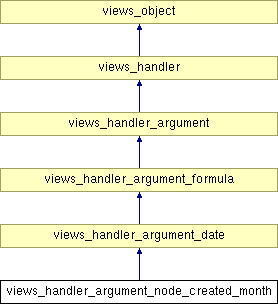 views_object
views_handler
views_handler_argument
views_handler_argument_formula
views_handler_argument_date
views_handler_argument_node_created_month